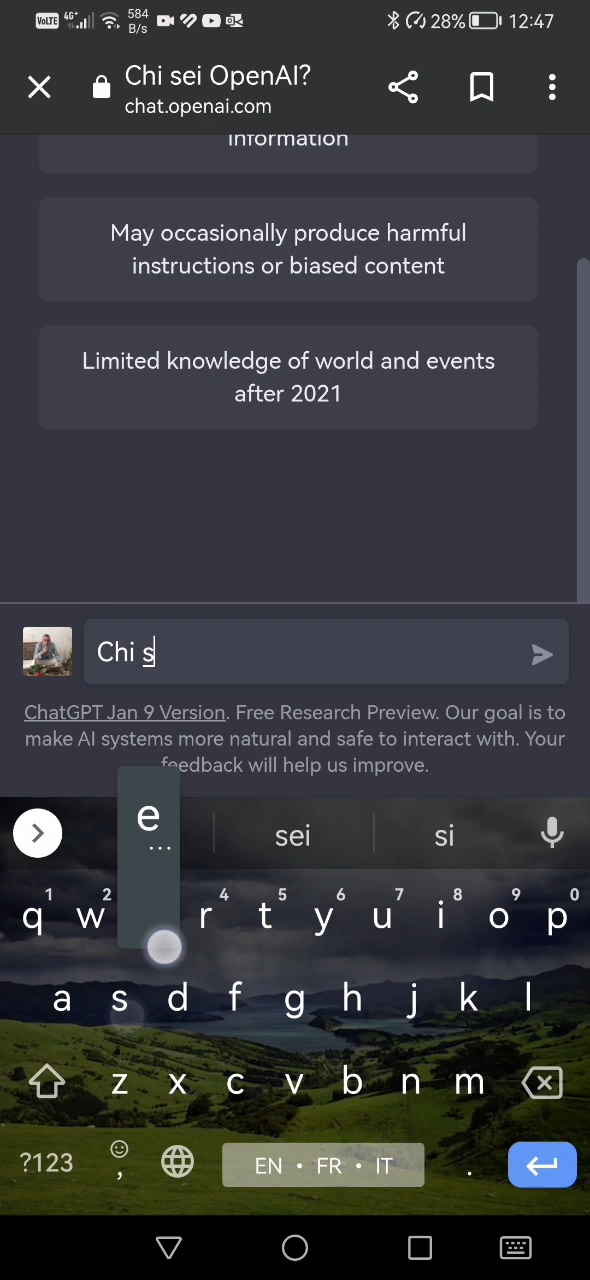 VoLTE 4G+ 584 B/s 28% 12:47
Chi sei OpenAI?
chat.openai.com
information
May occasionally produce harmful
instructions or biased content
Limited knowledge of world and events
after 2021
Chi s
ChatGPT Jan 9 Version. Free Research Preview. Our goal is to
make AI systems more natural and safe to interact with. Your
feedback will help us improve.
e
...
sei si
1 2 4 5 6 7 8 9 0
q w r t y u i o p
a s d f g h j k l
z x c v b n m
?123 , EN • FR • IT .